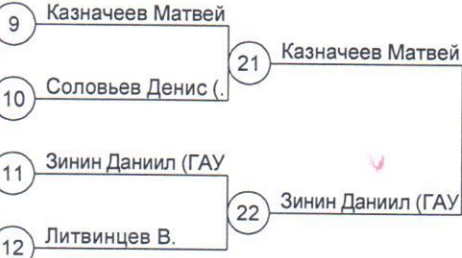 9 Казначеев Матвей
21 Казначеев Матвей
10 Соловьев Денис (.
11 Зинин Даниил (ГАУ
22 Зинин Даниил (ГАУ
12 Литвинцев В.